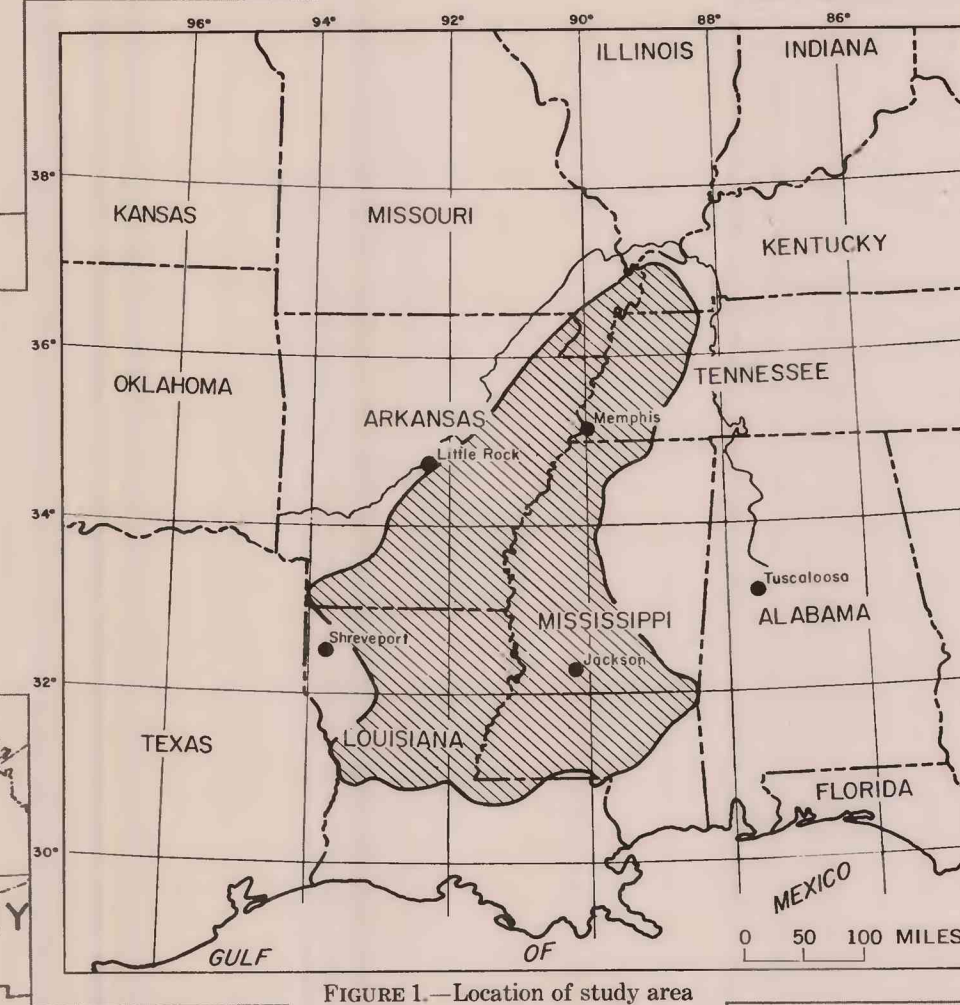 96° 94° 92° 90° 88° 86°
ILLINOIS INDIANA
38°
KANSAS MISSOURI
KENTUCKY
36°
OKLAHOMA TENNESSEE
ARKANSAS Memphis
Little Rock
34°
Tuscaloosa
MISSISSIPPI ALABAMA
Shreveport Jackson
32°
TEXAS LOUISIANA
FLORIDA
30°
MEXICO
Y
0 50 100 MILES
GULF OF
FIGURE 1.—Location of study area